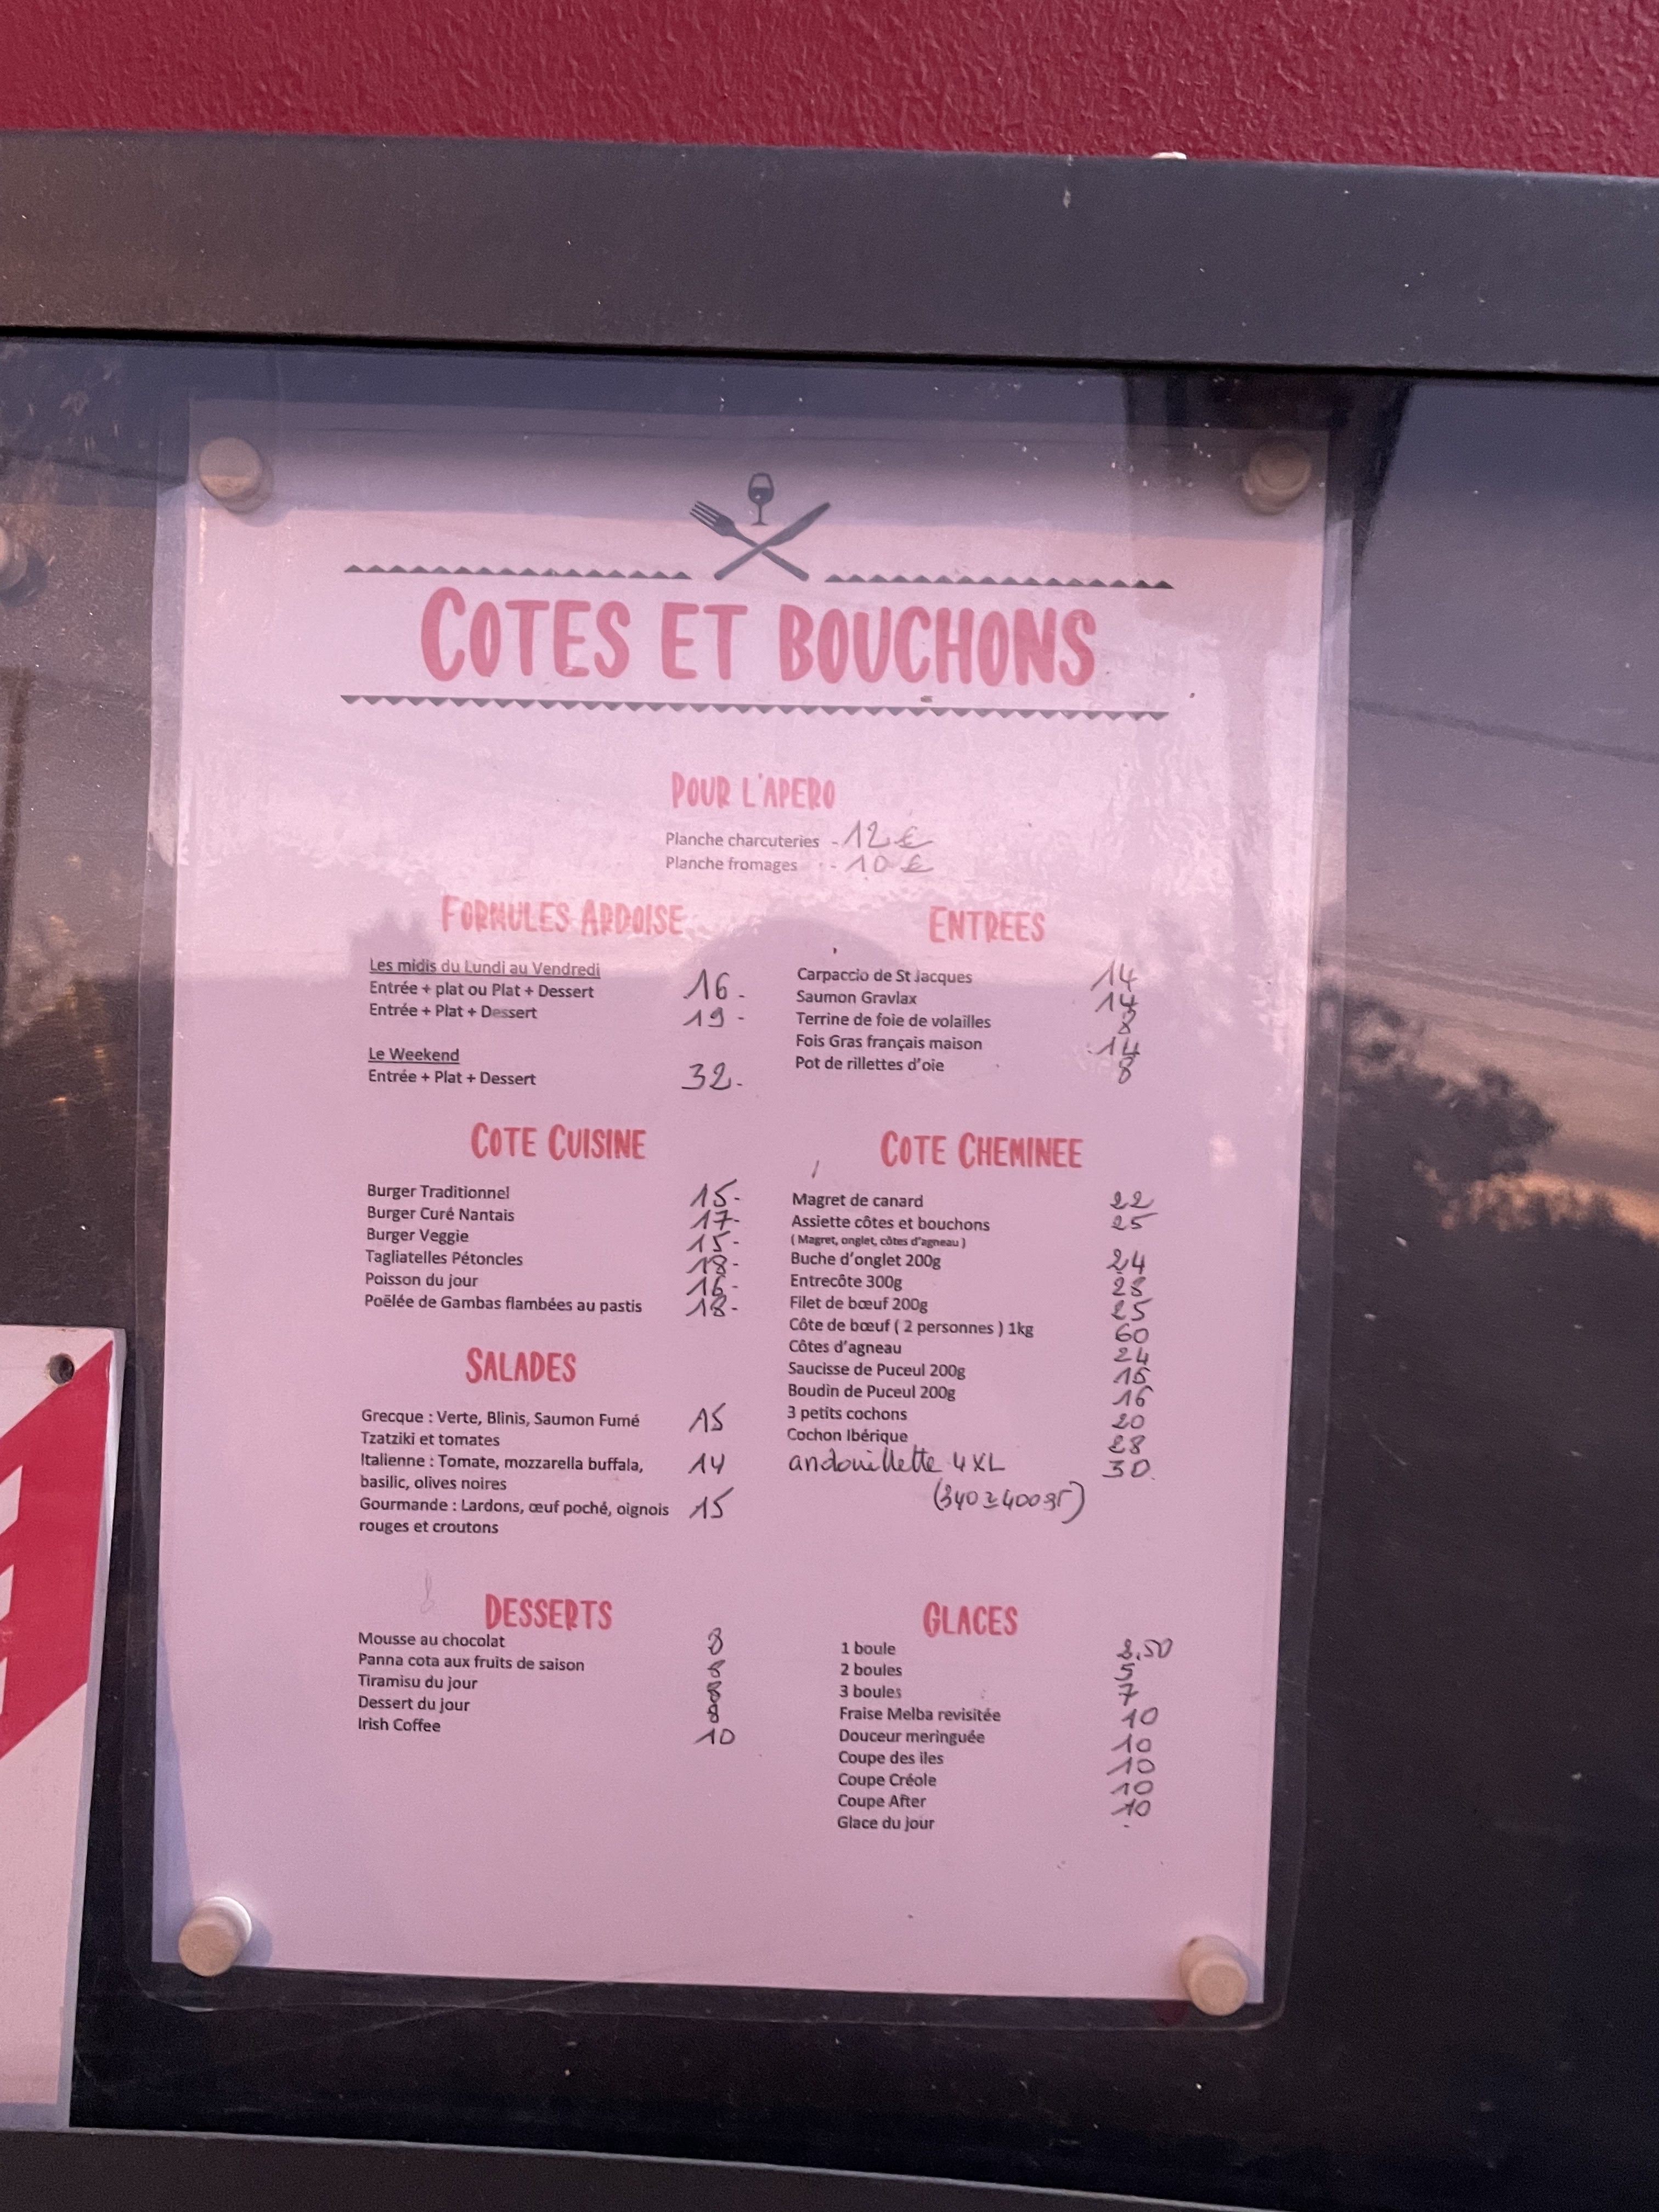 COTES ET BOUCHONS
POUR L'APERO
Planche charcuteries - 12 €
Planche fromages - 10 €
FORMULES ARDOISE
Les midis du Lundi au Vendredi
Entrée + plat ou Plat + Dessert 16 -
Entrée + Plat + Dessert 19 -
Le Weekend
Entrée + Plat + Dessert 32 -
ENTREES
Carpaccio de St Jacques 14
Saumon Gravlax 14
Terrine de foie de volailles 8
Fois Gras français maison 14
Pot de rillettes d'oie 8
COTE CUISINE
Burger Traditionnel 15 -
Burger Curé Nantais 17 -
Burger Veggie 15 -
Tagliatelles Pétoncles 18 -
Poisson du jour 16 -
Poëlée de Gambas flambées au pastis 18 -
COTE CHEMINEE
Magret de canard 22
Assiette côtes et bouchons 25
( Magret, onglet, côtes d'agneau )
Buche d'onglet 200g 24
Entrecôte 300g 28
Filet de bœuf 200g 25
Côte de bœuf ( 2 personnes ) 1kg 60
Côtes d'agneau 24
Saucisse de Puceul 200g
Boudin de Puceul 200g 16
3 petits cochons 20
Cochon Ibérique 28
andouillette 4XL 30
SALADES
Grecque : Verte, Blinis, Saumon Fumé 15
Tzatziki et tomates
Italienne : Tomate, mozzarella buffala, 14
basilic, olives noires
Gourmande : Lardons, œuf poché, oignois 15
rouges et croutons
DESSERTS
Mousse au chocolat 8
Panna cota aux fruits de saison 8
Tiramisu du jour 8
Dessert du jour 8
Irish Coffee 10
GLACES
1 boule
2 boules 5
3 boules 7
Fraise Melba revisitée 10
Douceur meringuée 10
Coupe des iles 10
Coupe Créole 10
Coupe After 10
Glace du jour